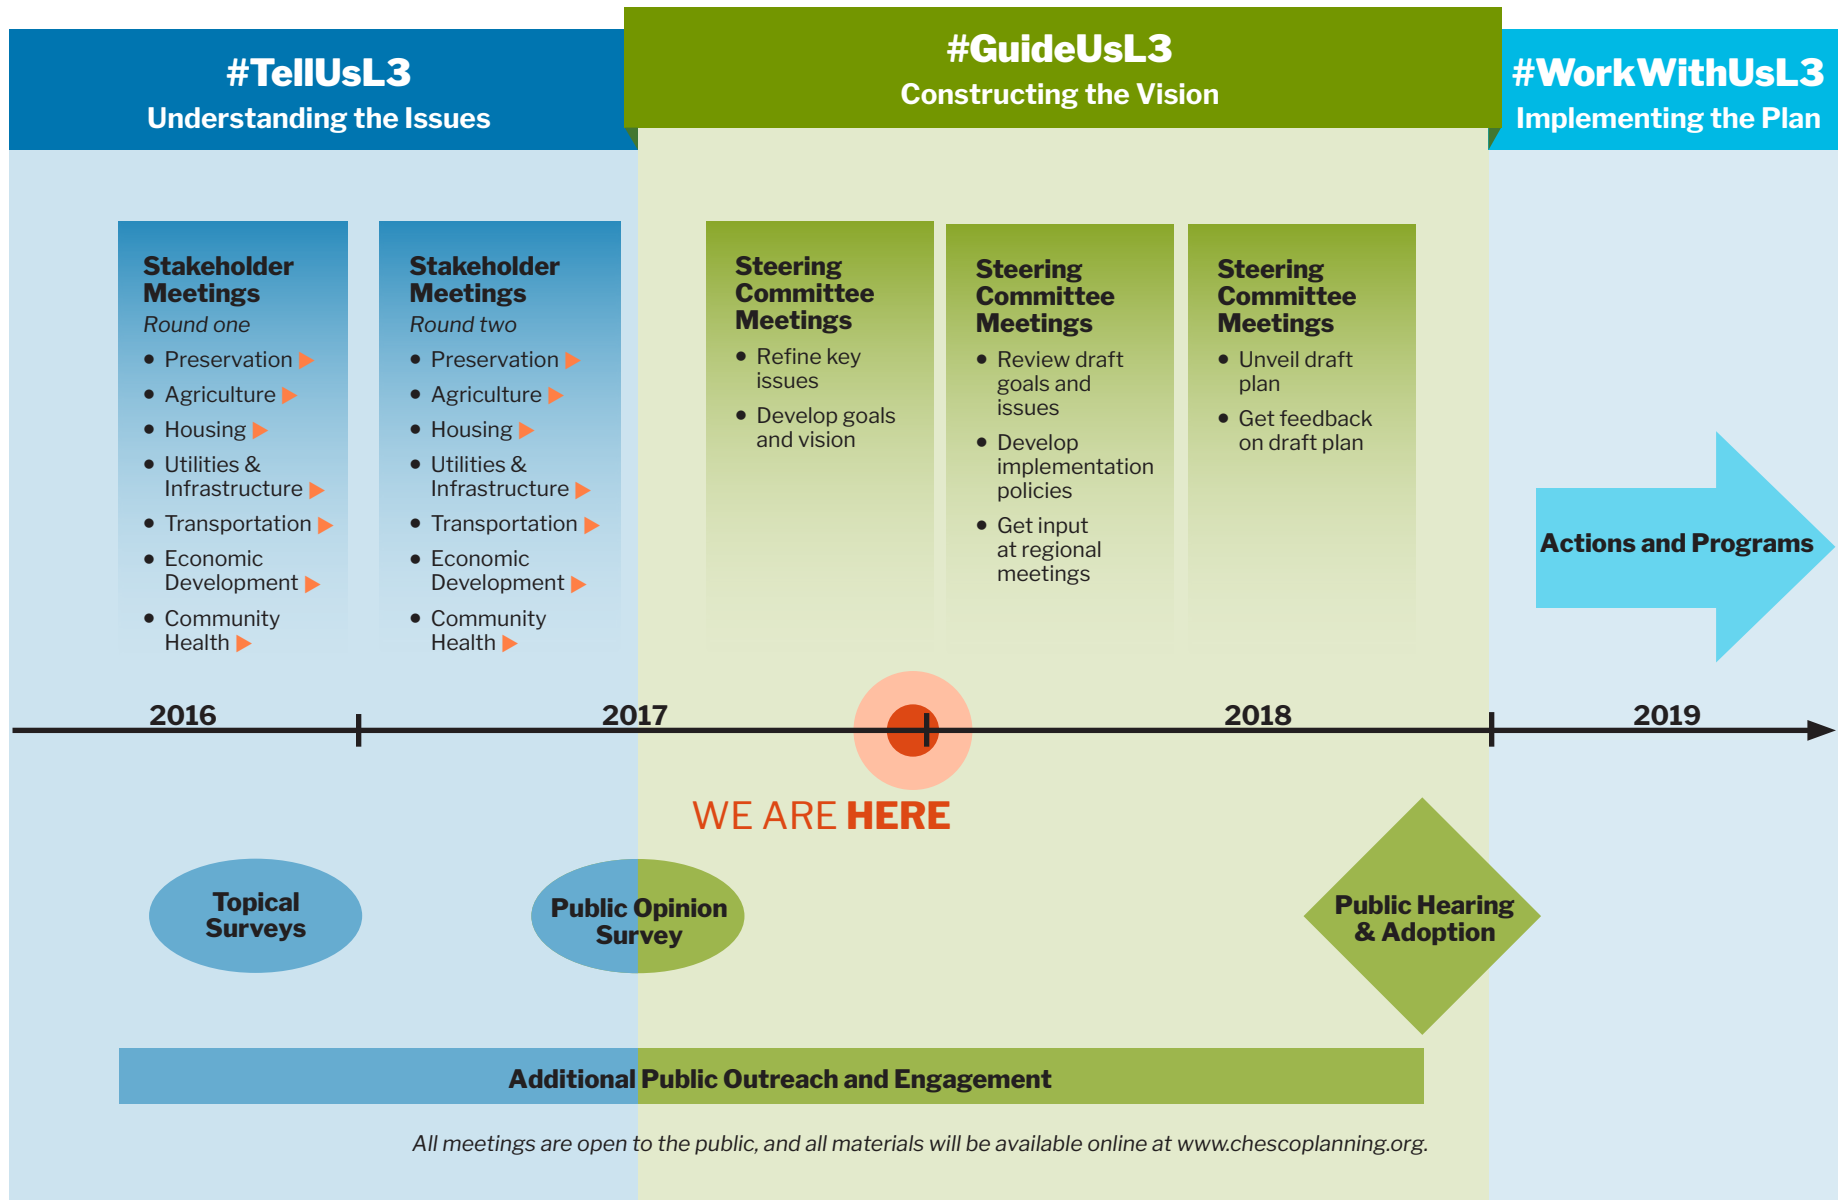 #TellUsL3
Understanding the Issues
#GuideUsL3
Constructing the Vision
#WorkWithUsL3
Implementing the Plan
Stakeholder
Meetings
Round one
• Preservation
• Agriculture
• Housing
• Utilities &
Infrastructure
• Transportation
• Economic
Development
• Community
Health
Stakeholder
Meetings
Round two
• Preservation
• Agriculture
• Housing
• Utilities &
Infrastructure
• Transportation
• Economic
Development
• Community
Health
Steering
Committee
Meetings
• Refine key
issues
• Develop goals
and vision
Steering
Committee
Meetings
• Review draft
goals and
issues
• Develop
implementation
policies
• Get input
at regional
meetings
Steering
Committee
Meetings
• Unveil draft
plan
• Get feedback
on draft plan
Actions and Programs
2016
2017
2018
2019
WE ARE HERE
Topical
Surveys
Public Opinion
Survey
Public Hearing
& Adoption
Additional Public Outreach and Engagement
All meetings are open to the public, and all materials will be available online at www.chescoplanning.org.